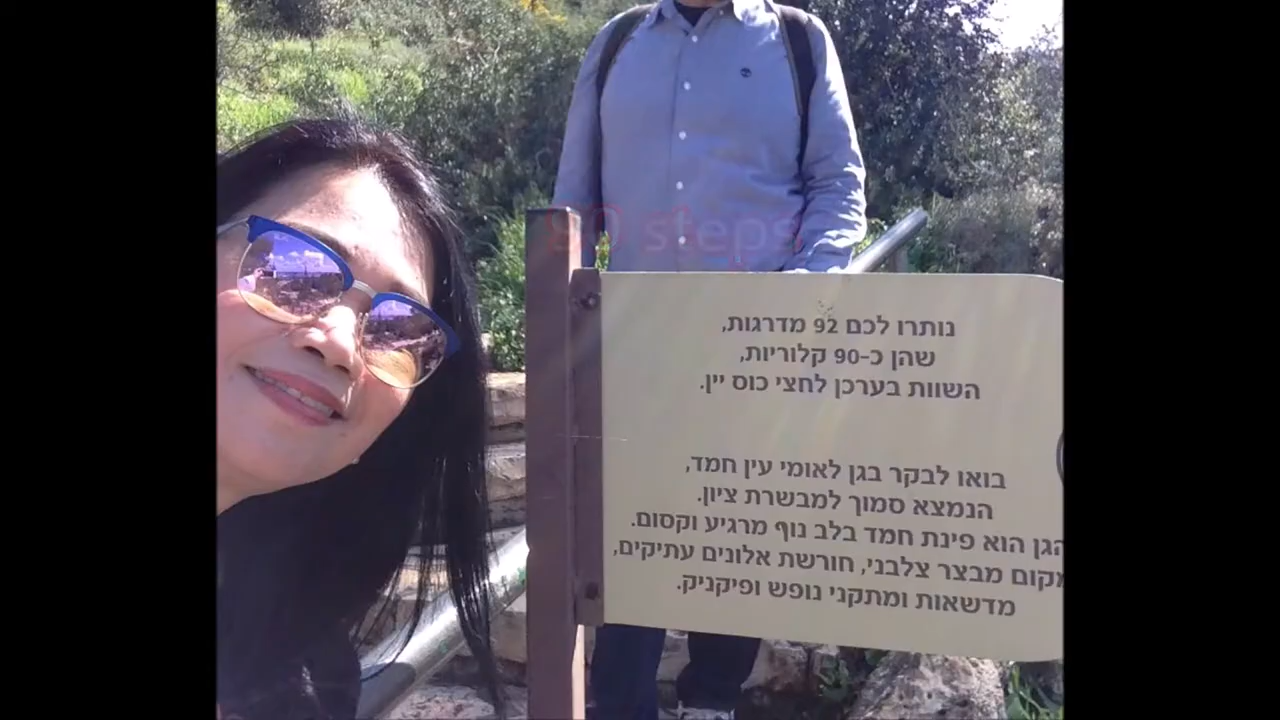 90 steps
נותרו לכם 92 מדרגות,
שהן כ-90 קלוריות,
השוות בערכן לחצי כוס יין.
בואו לבקר בגן לאומי עין חמד,
הנמצא סמוך למבשרת ציון.
הגן הוא פינת חמד בלב נוף מרגיע וקסום.
מבצר צלבני, חורשת אלונים עתיקים,
מדשאות ומתקני נופש ופיקניק.